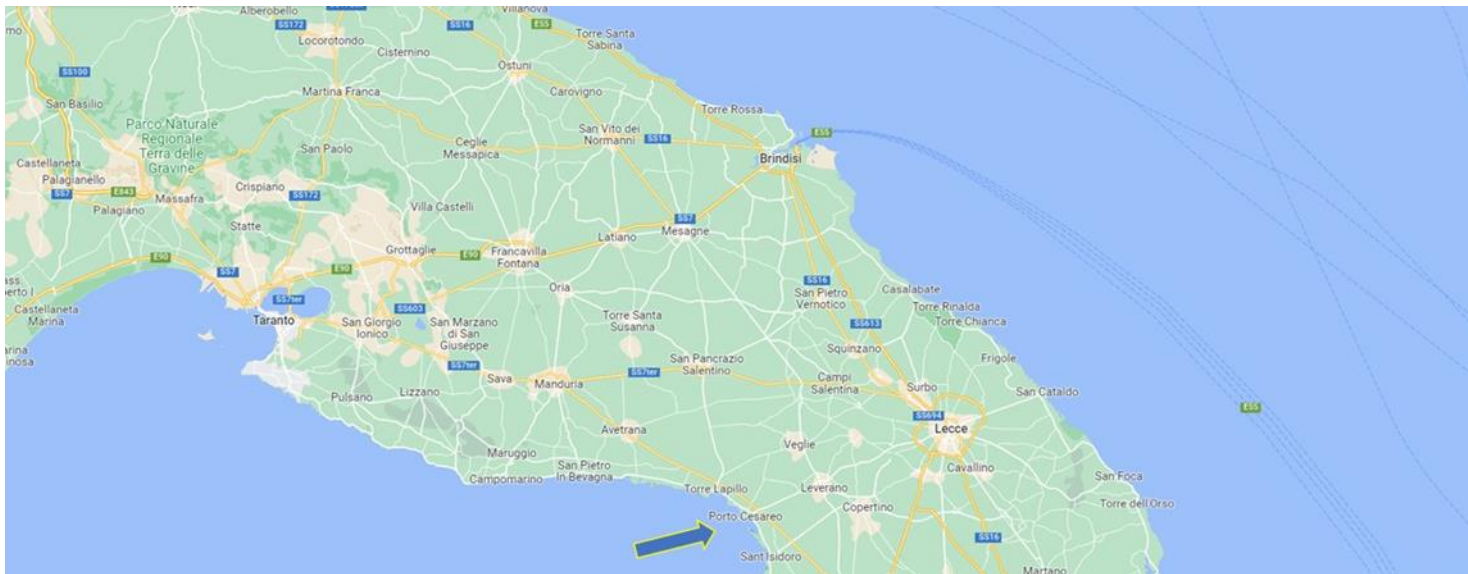 Alberobello
SS172
Locorotondo
Cisternino
SS16
Villanova
E55
Torre Santa
Sabina
Ostuni
SS100
San Basilio
Martina Franca
Carovigno
Torre Rossa
Parco Naturale
Regionale
Terra delle
Gravine
San Paolo
Ceglie
Messapica
San Vito dei
Normanni
SS16
E55
Brindisi
Castellaneta
Palagianello
SS7
E843
Massafra
Palagiano
Crispiano
SS172
Statte
Villa Castelli
SS7
Mesagne
Latiano
Grottaglie
E90
Francavilla
Fontana
E90
SS7
E90
SS7ter
Oria
SS603
SS16
San Pietro
Vernotico
Casalabate
Castellaneta
Marina
Taranto
San Giorgio
Ionico
San Marzano
di San
Giuseppe
Torre Santa
Susanna
SS613
Torre Rinalda
Torre Chianca
Squinzano
Frigole
SS7ter
Sava
Manduria
SS7ter
San Pancrazio
Salentino
Campi
Salentina
Surbo
San Cataldo
Pulsano
Lizzano
SS694
Lecce
E55
Avetrana
Veglie
Maruggio
San Pietro
In Bevagna
Campomarino
Cavallino
San Foca
Torre Lapillo
Leverano
Copertino
Torre dell'Orso
Porto Cesareo
SS16
Sant'Isidoro
Martano